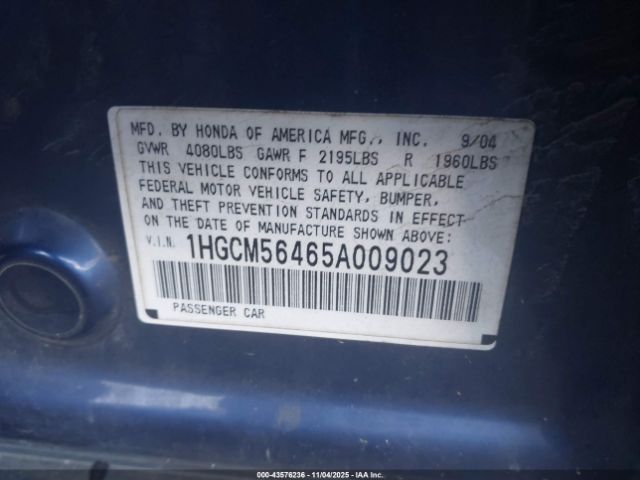 MFD. BY HONDA OF AMERICA MFG., INC. 9/04
GVWR 4080LBS GAWR F 2195LBS R 1960LBS
THIS VEHICLE CONFORMS TO ALL APPLICABLE
FEDERAL MOTOR VEHICLE SAFETY, BUMPER,
AND THEFT PREVENTION STANDARDS IN EFFECT
ON THE DATE OF MANUFACTURE SHOWN ABOVE:
V.I.N. 1HGCM56465A009023
PASSENGER CAR
000-43576236 - 11/04/2025 - IAA Inc.